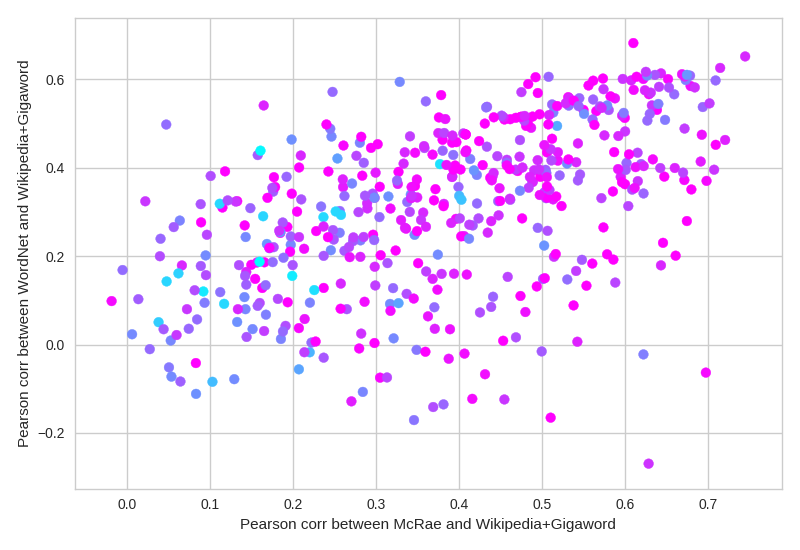 Pearson corr between WordNet and Wikipedia+Gigaword
0.6
0.4
0.2
0.0
−0.2
0.0 0.1 0.2 0.3 0.4 0.5 0.6 0.7
Pearson corr between McRae and Wikipedia+Gigaword